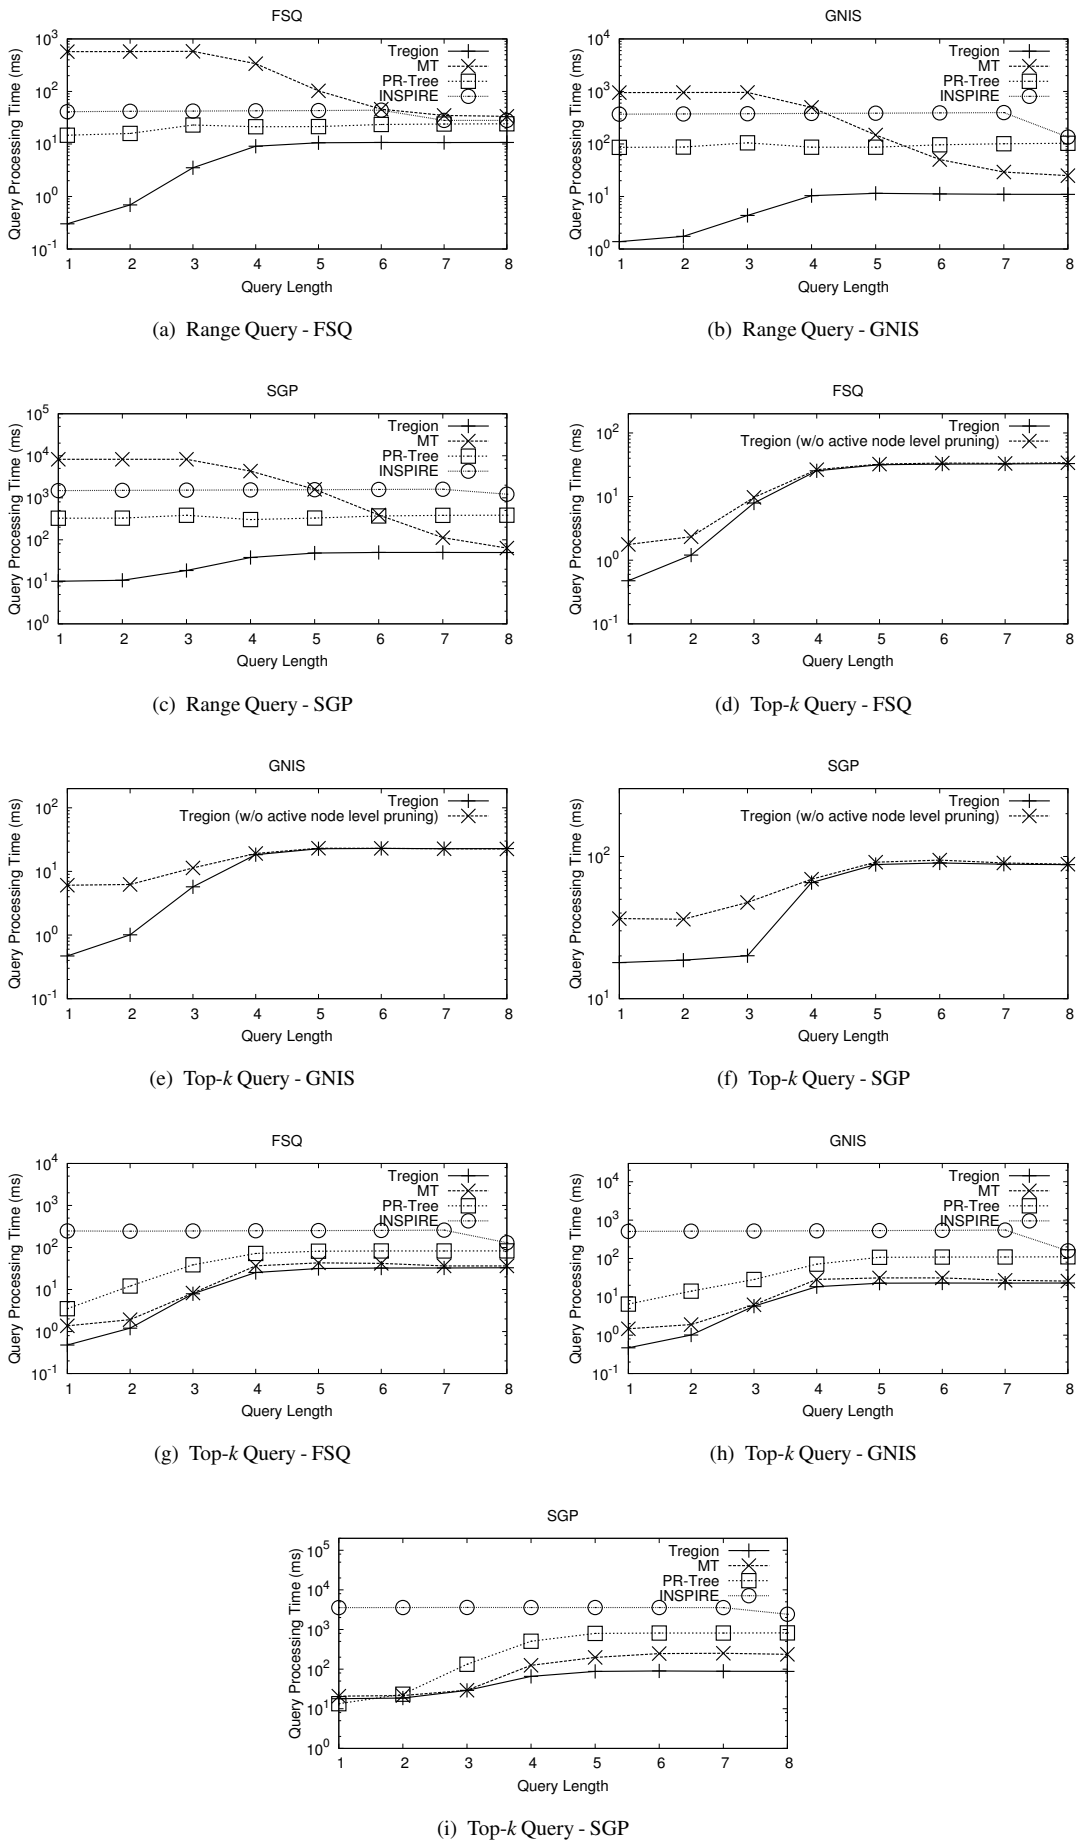 FSQ
Query Processing Time (ms)
10^3
10^2
10^1
10^0
10^-1
Tregion
MT
PR-Tree
INSPIRE
1 2 3 4 5 6 7 8
Query Length
(a) Range Query - FSQ
GNIS
Query Processing Time (ms)
10^4
10^3
10^2
10^1
10^0
Tregion
MT
PR-Tree
INSPIRE
1 2 3 4 5 6 7 8
Query Length
(b) Range Query - GNIS
SGP
Query Processing Time (ms)
10^5
10^4
10^3
10^2
10^1
10^0
Tregion
MT
PR-Tree
INSPIRE
1 2 3 4 5 6 7 8
Query Length
(c) Range Query - SGP
FSQ
Query Processing Time (ms)
10^2
10^1
10^0
10^-1
Tregion
Tregion (w/o active node level pruning)
1 2 3 4 5 6 7 8
Query Length
(d) Top-k Query - FSQ
GNIS
Query Processing Time (ms)
10^2
10^1
10^0
10^-1
Tregion
Tregion (w/o active node level pruning)
1 2 3 4 5 6 7 8
Query Length
(e) Top-k Query - GNIS
SGP
Query Processing Time (ms)
10^2
10^1
Tregion
Tregion (w/o active node level pruning)
1 2 3 4 5 6 7 8
Query Length
(f) Top-k Query - SGP
FSQ
Query Processing Time (ms)
10^4
10^3
10^2
10^1
10^0
10^-1
Tregion
MT
PR-Tree
INSPIRE
1 2 3 4 5 6 7 8
Query Length
(g) Top-k Query - FSQ
GNIS
Query Processing Time (ms)
10^4
10^3
10^2
10^1
10^0
10^-1
Tregion
MT
PR-Tree
INSPIRE
1 2 3 4 5 6 7 8
Query Length
(h) Top-k Query - GNIS
SGP
Query Processing Time (ms)
10^5
10^4
10^3
10^2
10^1
10^0
Tregion
MT
PR-Tree
INSPIRE
1 2 3 4 5 6 7 8
Query Length
(i) Top-k Query - SGP